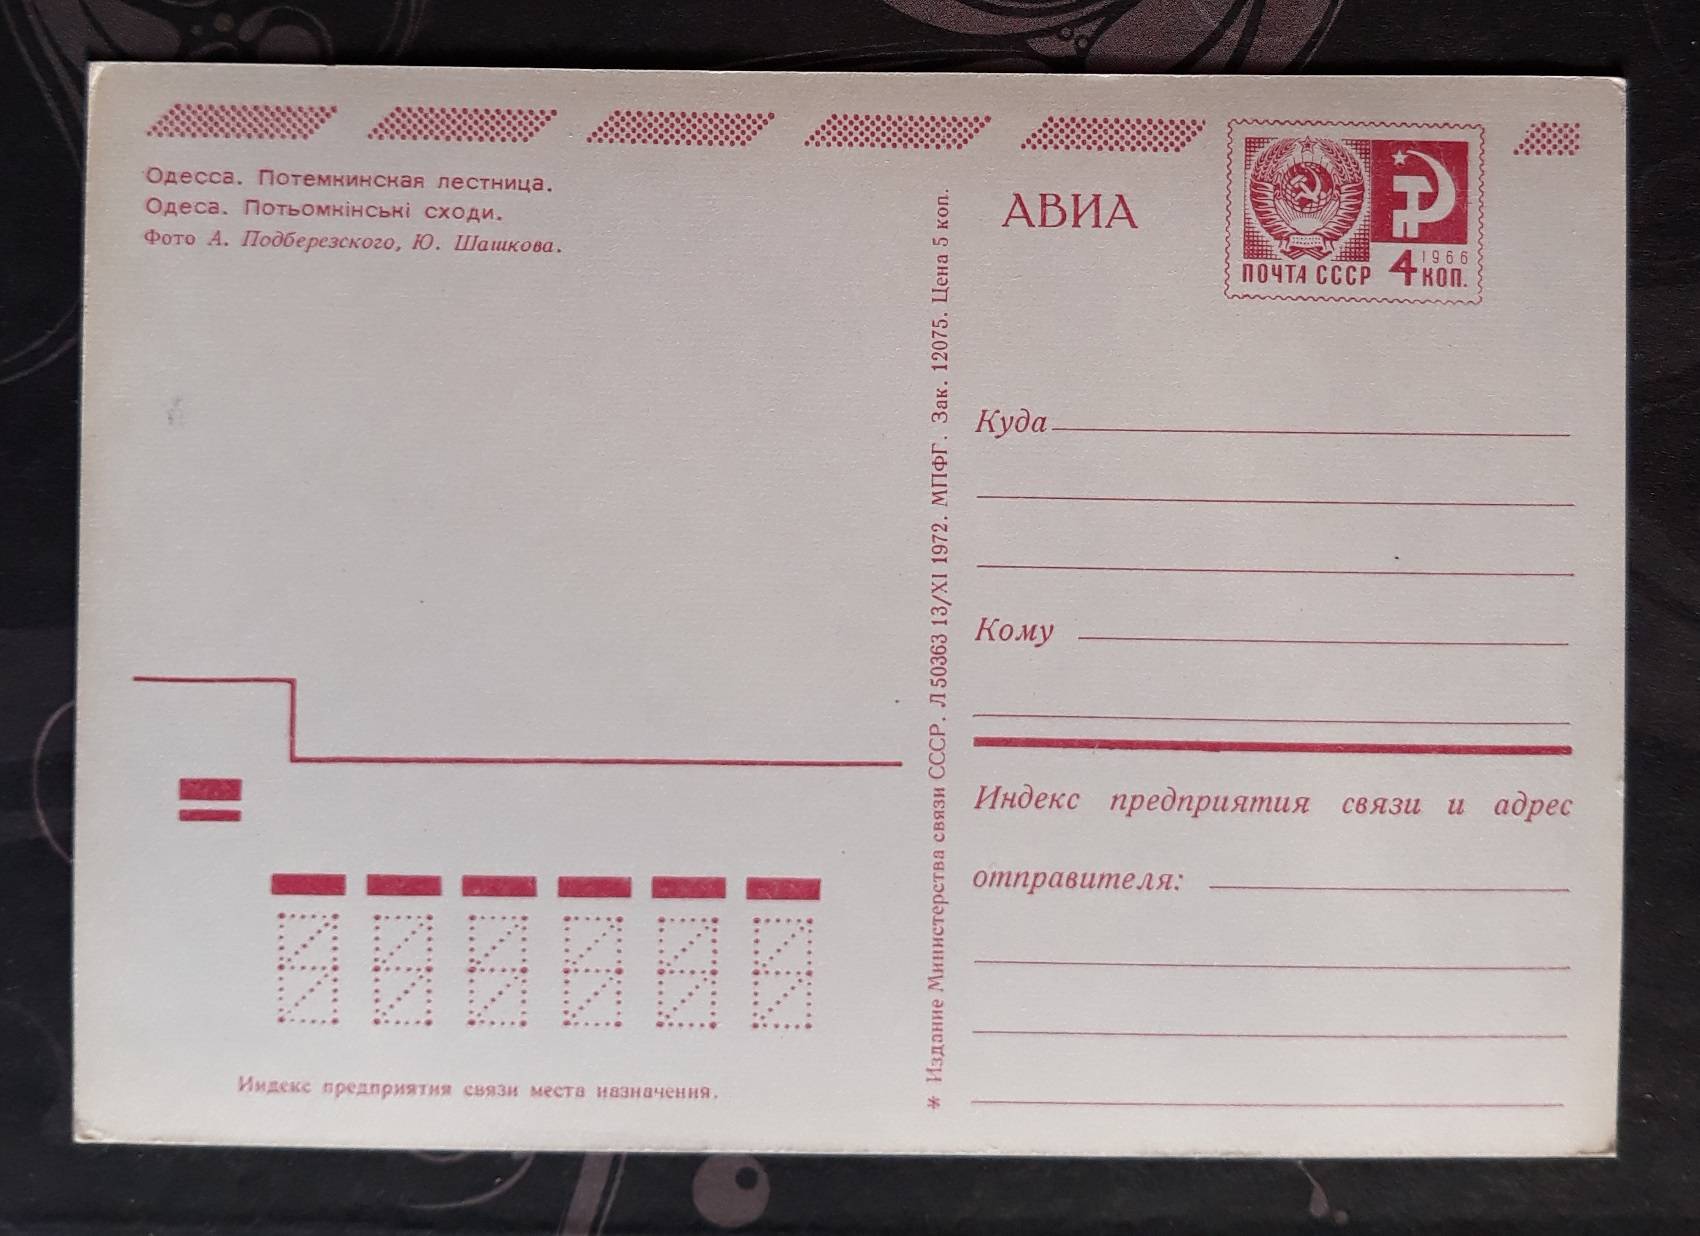 Одесса. Потемкинская лестница.
Одеса. Потьомкінські сходи.
Фото А. Подберезского, Ю. Шашкова.
АВИА
ПОЧТА СССР 4 КОП.
1966
* Издание Министерства связи СССР. Л 50363 13/XI 1972. МПФГ. Зак. 12075. Цена 5 коп.
Куда
Кому
Индекс предприятия связи и адрес
отправителя:
Индекс предприятия связи места назначения.